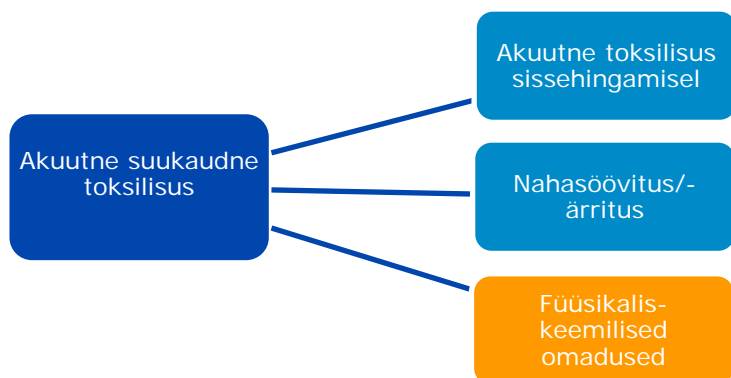 Akuutne suukaudne
toksilisus
Akuutne toksilisus
sissehingamisel
Nahasöövitus/-
ärritus
Füüsikalis-
keemilised
omadused